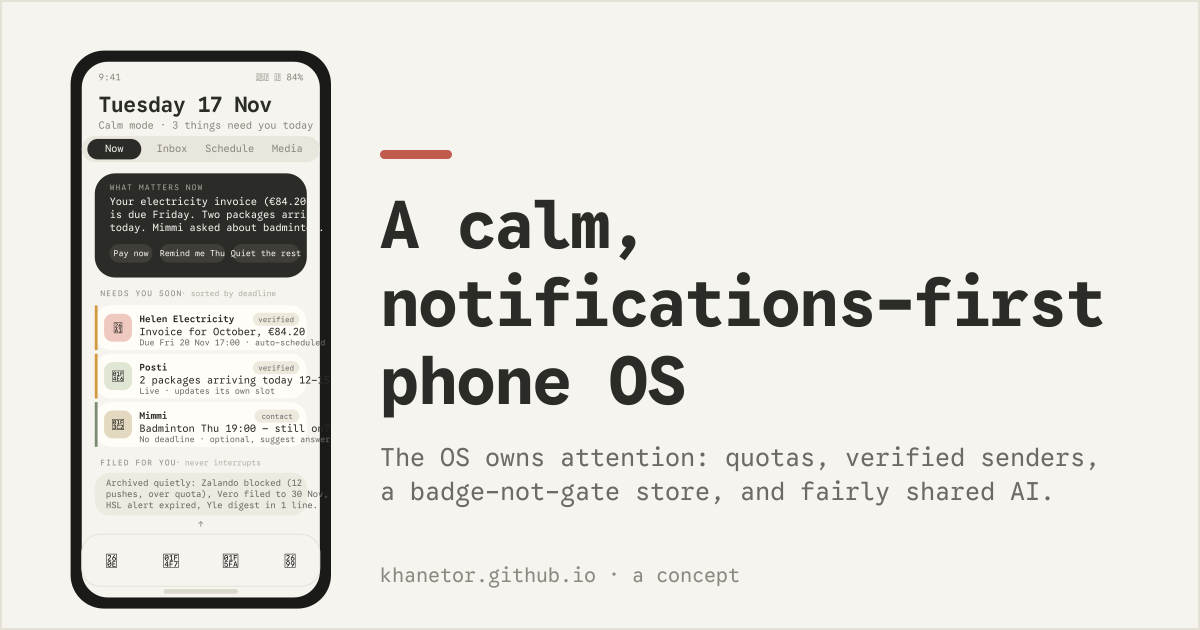 9:41
84%
Tuesday 17 Nov
Calm mode · 3 things need you today
Now Inbox Schedule Media
WHAT MATTERS NOW
Your electricity invoice (€84.20
is due Friday. Two packages arri
today. Mimmi asked about badminto.
Pay now Remind me Thu Quiet the rest
NEEDS YOU SOON · sorted by deadline
Helen Electricity verified
Invoice for October, €84.20
Due Fri 20 Nov 17:00 · auto-scheduled
Posti verified
2 packages arriving today 12–15
Live · updates its own slot
Mimmi contact
Badminton Thu 19:00 — still on?
No deadline · optional, suggest answer
FILED FOR YOU · never interrupts
Archived quietly: Zalando blocked (12
pushes, over quota), Vero filed to 30 Nov,
HSL alert expired, Yle digest in 1 line.
↑
A calm,
notifications-first
phone OS
The OS owns attention: quotas, verified senders,
a badge-not-gate store, and fairly shared AI.
khanetor.github.io · a concept